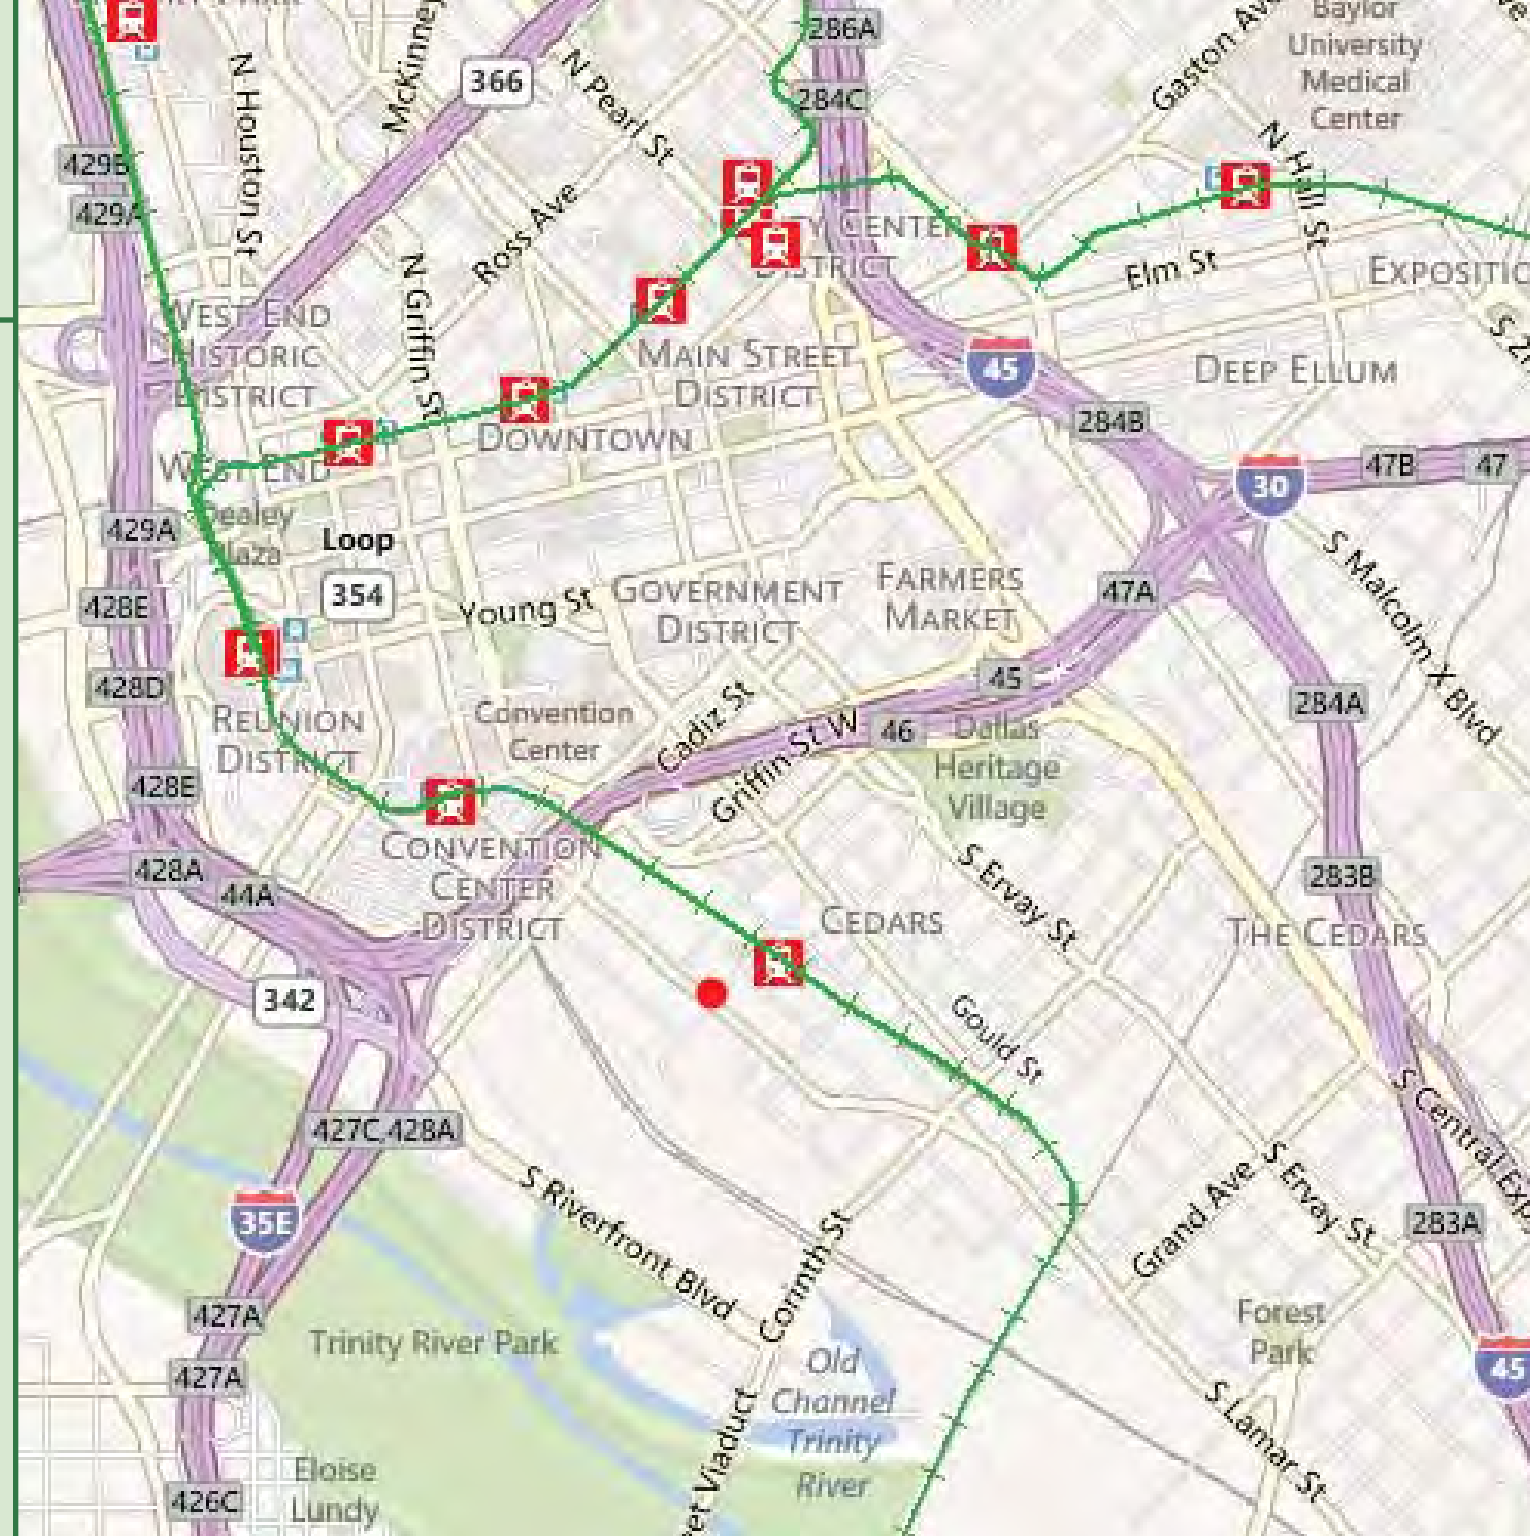 286A
Baylor
University
Medical
Center
Gaston Ave
McKinney
366
N Pearl St
284C
N Houston St
N Hall St
429B
429A
Ross Ave
CENTER
DISTRICT
Elm St
N Griffin St
WEST END
HISTORIC
DISTRICT
MAIN STREET
DISTRICT
45
DEEP ELLUM
284B
DOWNTOWN
WEST END
47B
47
30
Dealey
Plaza
429A
Loop
354
S Malcolm X Blvd
428E
Young St
GOVERNMENT
DISTRICT
FARMERS
MARKET
47A
428D
45
284A
REUNION
DISTRICT
Convention
Center
Cadiz St
Griffin St W
46
Dallas
Heritage
Village
428E
CONVENTION
CENTER
DISTRICT
428A
44A
S Ervay St
283B
CEDARS
THE CEDARS
342
Gould St
427C
428A
S Central Exp
S Riverfront Blvd
Corinth St
Grand Ave
S Ervay St
35E
283A
427A
Trinity River Park
Forest
Park
427A
Old
Channel
Trinity
River
45
S Lamar St
Viaduct
Eloise
Lundy
426C